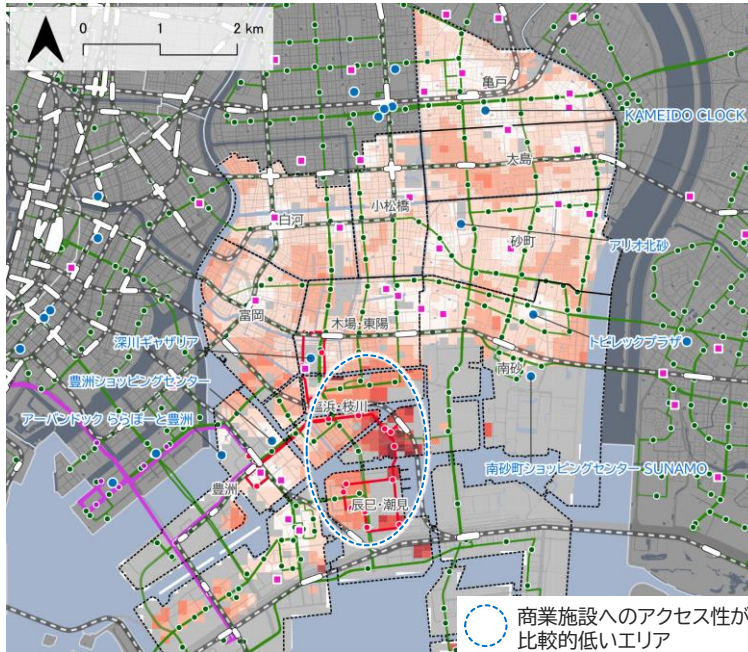 0 1 2 km
亀戸
KAMEIDO CLOCK
大島
小松橋
白河
砂町
アリオ北砂
富岡
木場・東陽
深川ギャザリア
トピレックプラザ
南砂
豊洲ショッピングセンター
塩浜・枝川
アーバンドック ららぽーと豊洲
南砂町ショッピングセンター SUNAMO
豊洲
辰巳・潮見
商業施設へのアクセス性が
比較的低いエリア